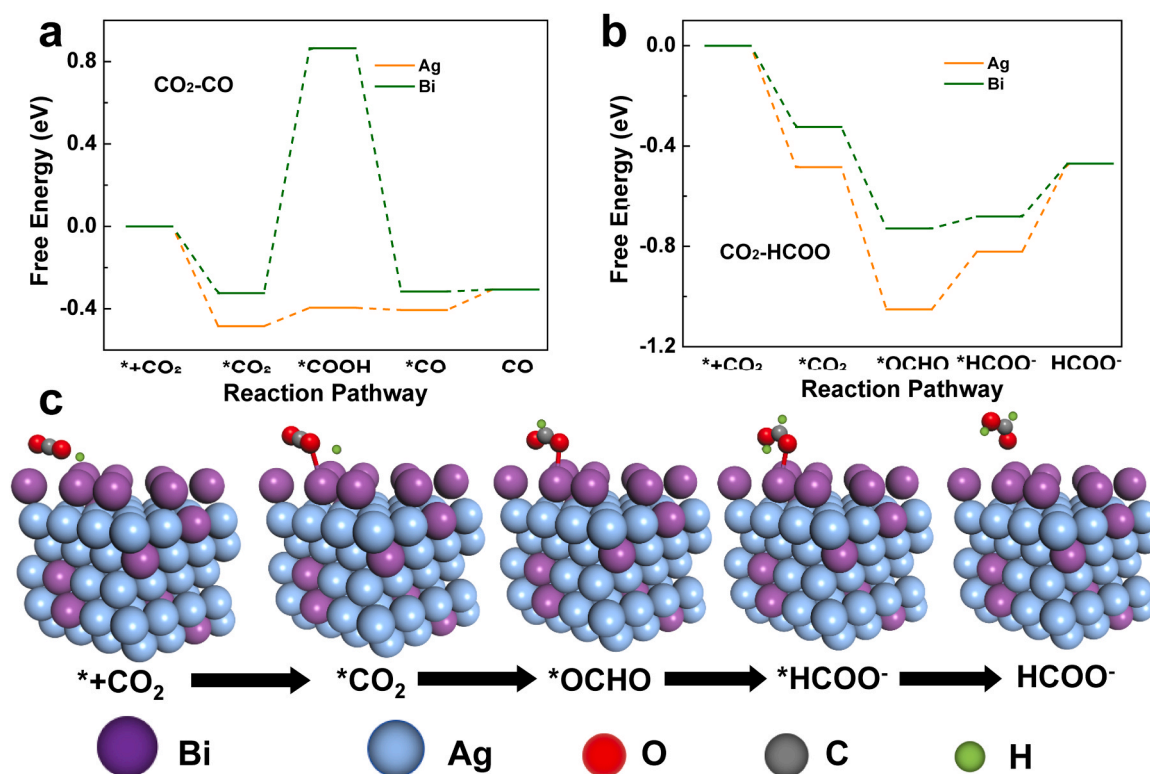 a
CO₂-CO
Ag
Bi
0.8
0.4
0.0
-0.4
Free Energy (eV)
*+CO₂
*CO₂
*COOH
*CO
CO
Reaction Pathway
b
Ag
Bi
CO₂-HCOO
0.0
-0.4
-0.8
-1.2
Free Energy (eV)
*+CO₂
*CO₂
*OCHO
*HCOO⁻
HCOO⁻
Reaction Pathway
c
*+CO₂
*CO₂
*OCHO
*HCOO⁻
HCOO⁻
Bi
Ag
O
C
H